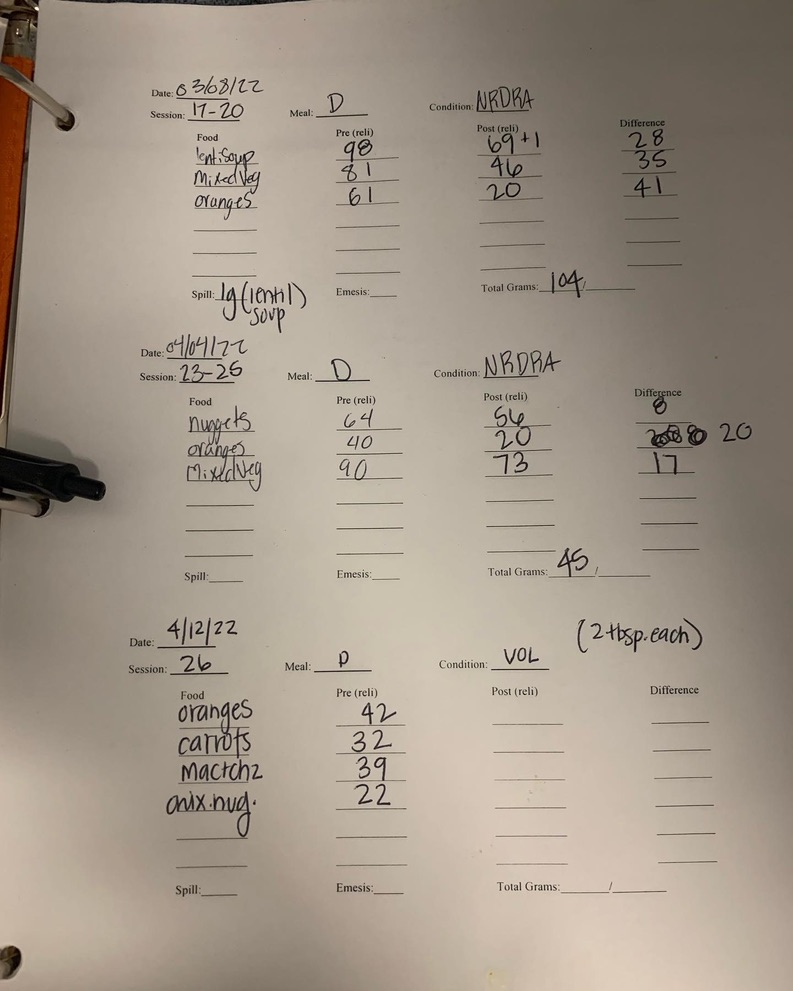 Date: 03/08/22
Session: 17-20 Meal: D Condition: NRDRA
Food Pre (reli) Post (reli) Difference
lent.Soup 98 69+1 28
MixedVeg 81 46 35
oranges 61 20 41
Spill: 1g (lentil) soup Emesis: Total Grams: 104/
Date: 04/04/22
Session: 23-25 Meal: D Condition: NRDRA
Food Pre (reli) Post (reli) Difference
nuggets 64 56 8
oranges 40 20 20
MixedVeg 90 73 17
Spill: Emesis: Total Grams: 45/
Date: 4/12/22 (2 tbsp. each)
Session: 26 Meal: D Condition: VOL
Food Pre (reli) Post (reli) Difference
oranges 42
carrots 32
Mactchz 39
chix.nug. 22
Spill: Emesis: Total Grams: /